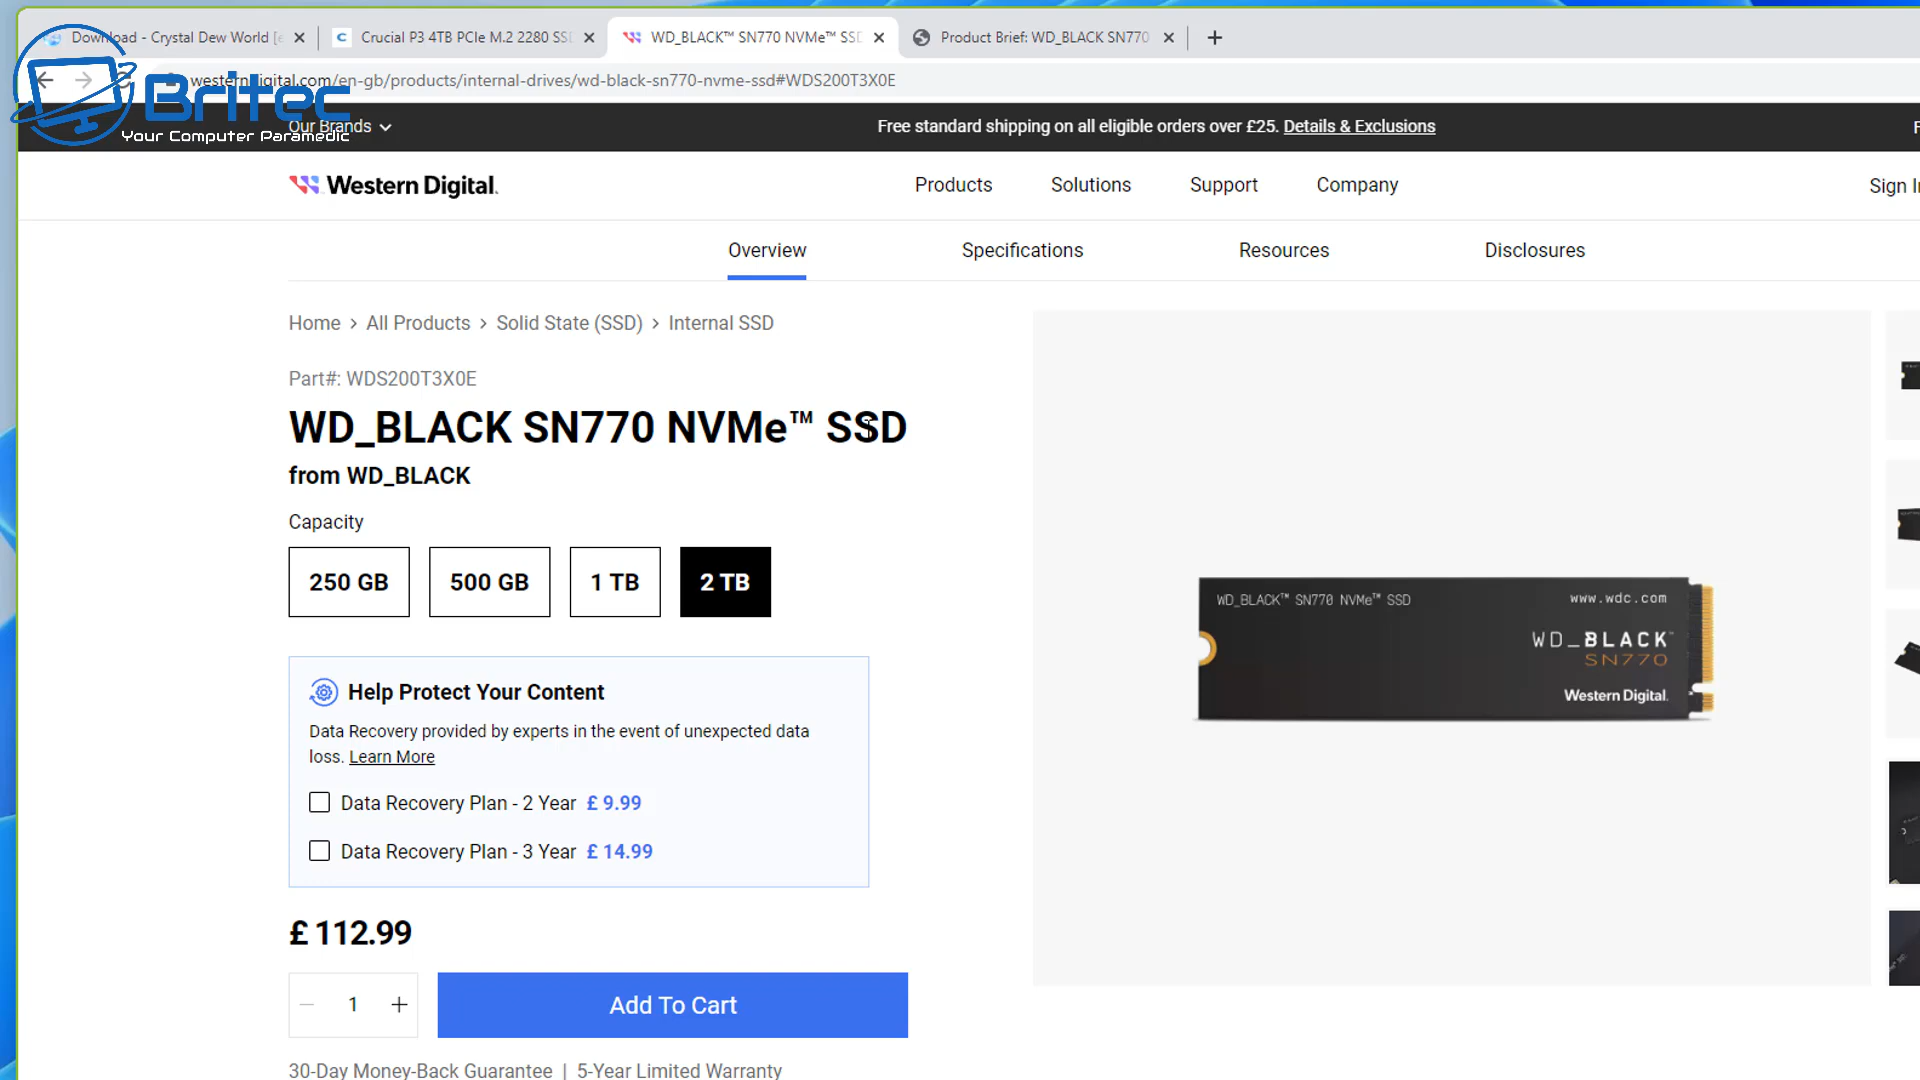 Download - Crystal Dew World [e
Crucial P3 4TB PCIe M.2 2280 SS
WD_BLACK™ SN770 NVMe™ SS
Product Brief: WD_BLACK SN770
westerndigital.com/en-gb/products/internal-drives/wd-black-sn770-nvme-ssd#WDS200T3X0E
Britec
Your Computer Paramedic
Our Brands
Free standard shipping on all eligible orders over £25. Details & Exclusions
Western Digital.
Products
Solutions
Support
Company
Sign I
Overview
Specifications
Resources
Disclosures
Home > All Products > Solid State (SSD) > Internal SSD
Part#: WDS200T3X0E
WD_BLACK SN770 NVMe™ SSD
from WD_BLACK
Capacity
250 GB
500 GB
1 TB
2 TB
Help Protect Your Content
Data Recovery provided by experts in the event of unexpected data
loss. Learn More
Data Recovery Plan - 2 Year £ 9.99
Data Recovery Plan - 3 Year £ 14.99
£ 112.99
1
Add To Cart
30-Day Money-Back Guarantee | 5-Year Limited Warranty
WD_BLACK™ SN770 NVMe™ SSD
www.wdc.com
WD_BLACK™
SN770
Western Digital.